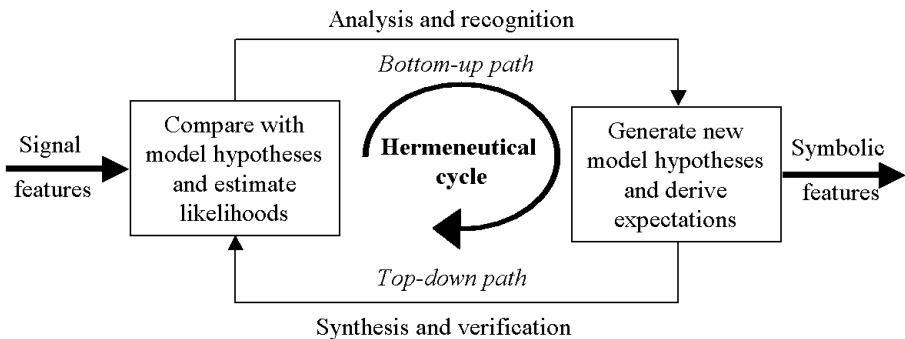 Analysis and recognition
Bottom-up path
Signal
features
Compare with
model hypotheses
and estimate
likelihoods
Hermeneutical
cycle
Generate new
model hypotheses
and derive
expectations
Symbolic
features
Top-down path
Synthesis and verification